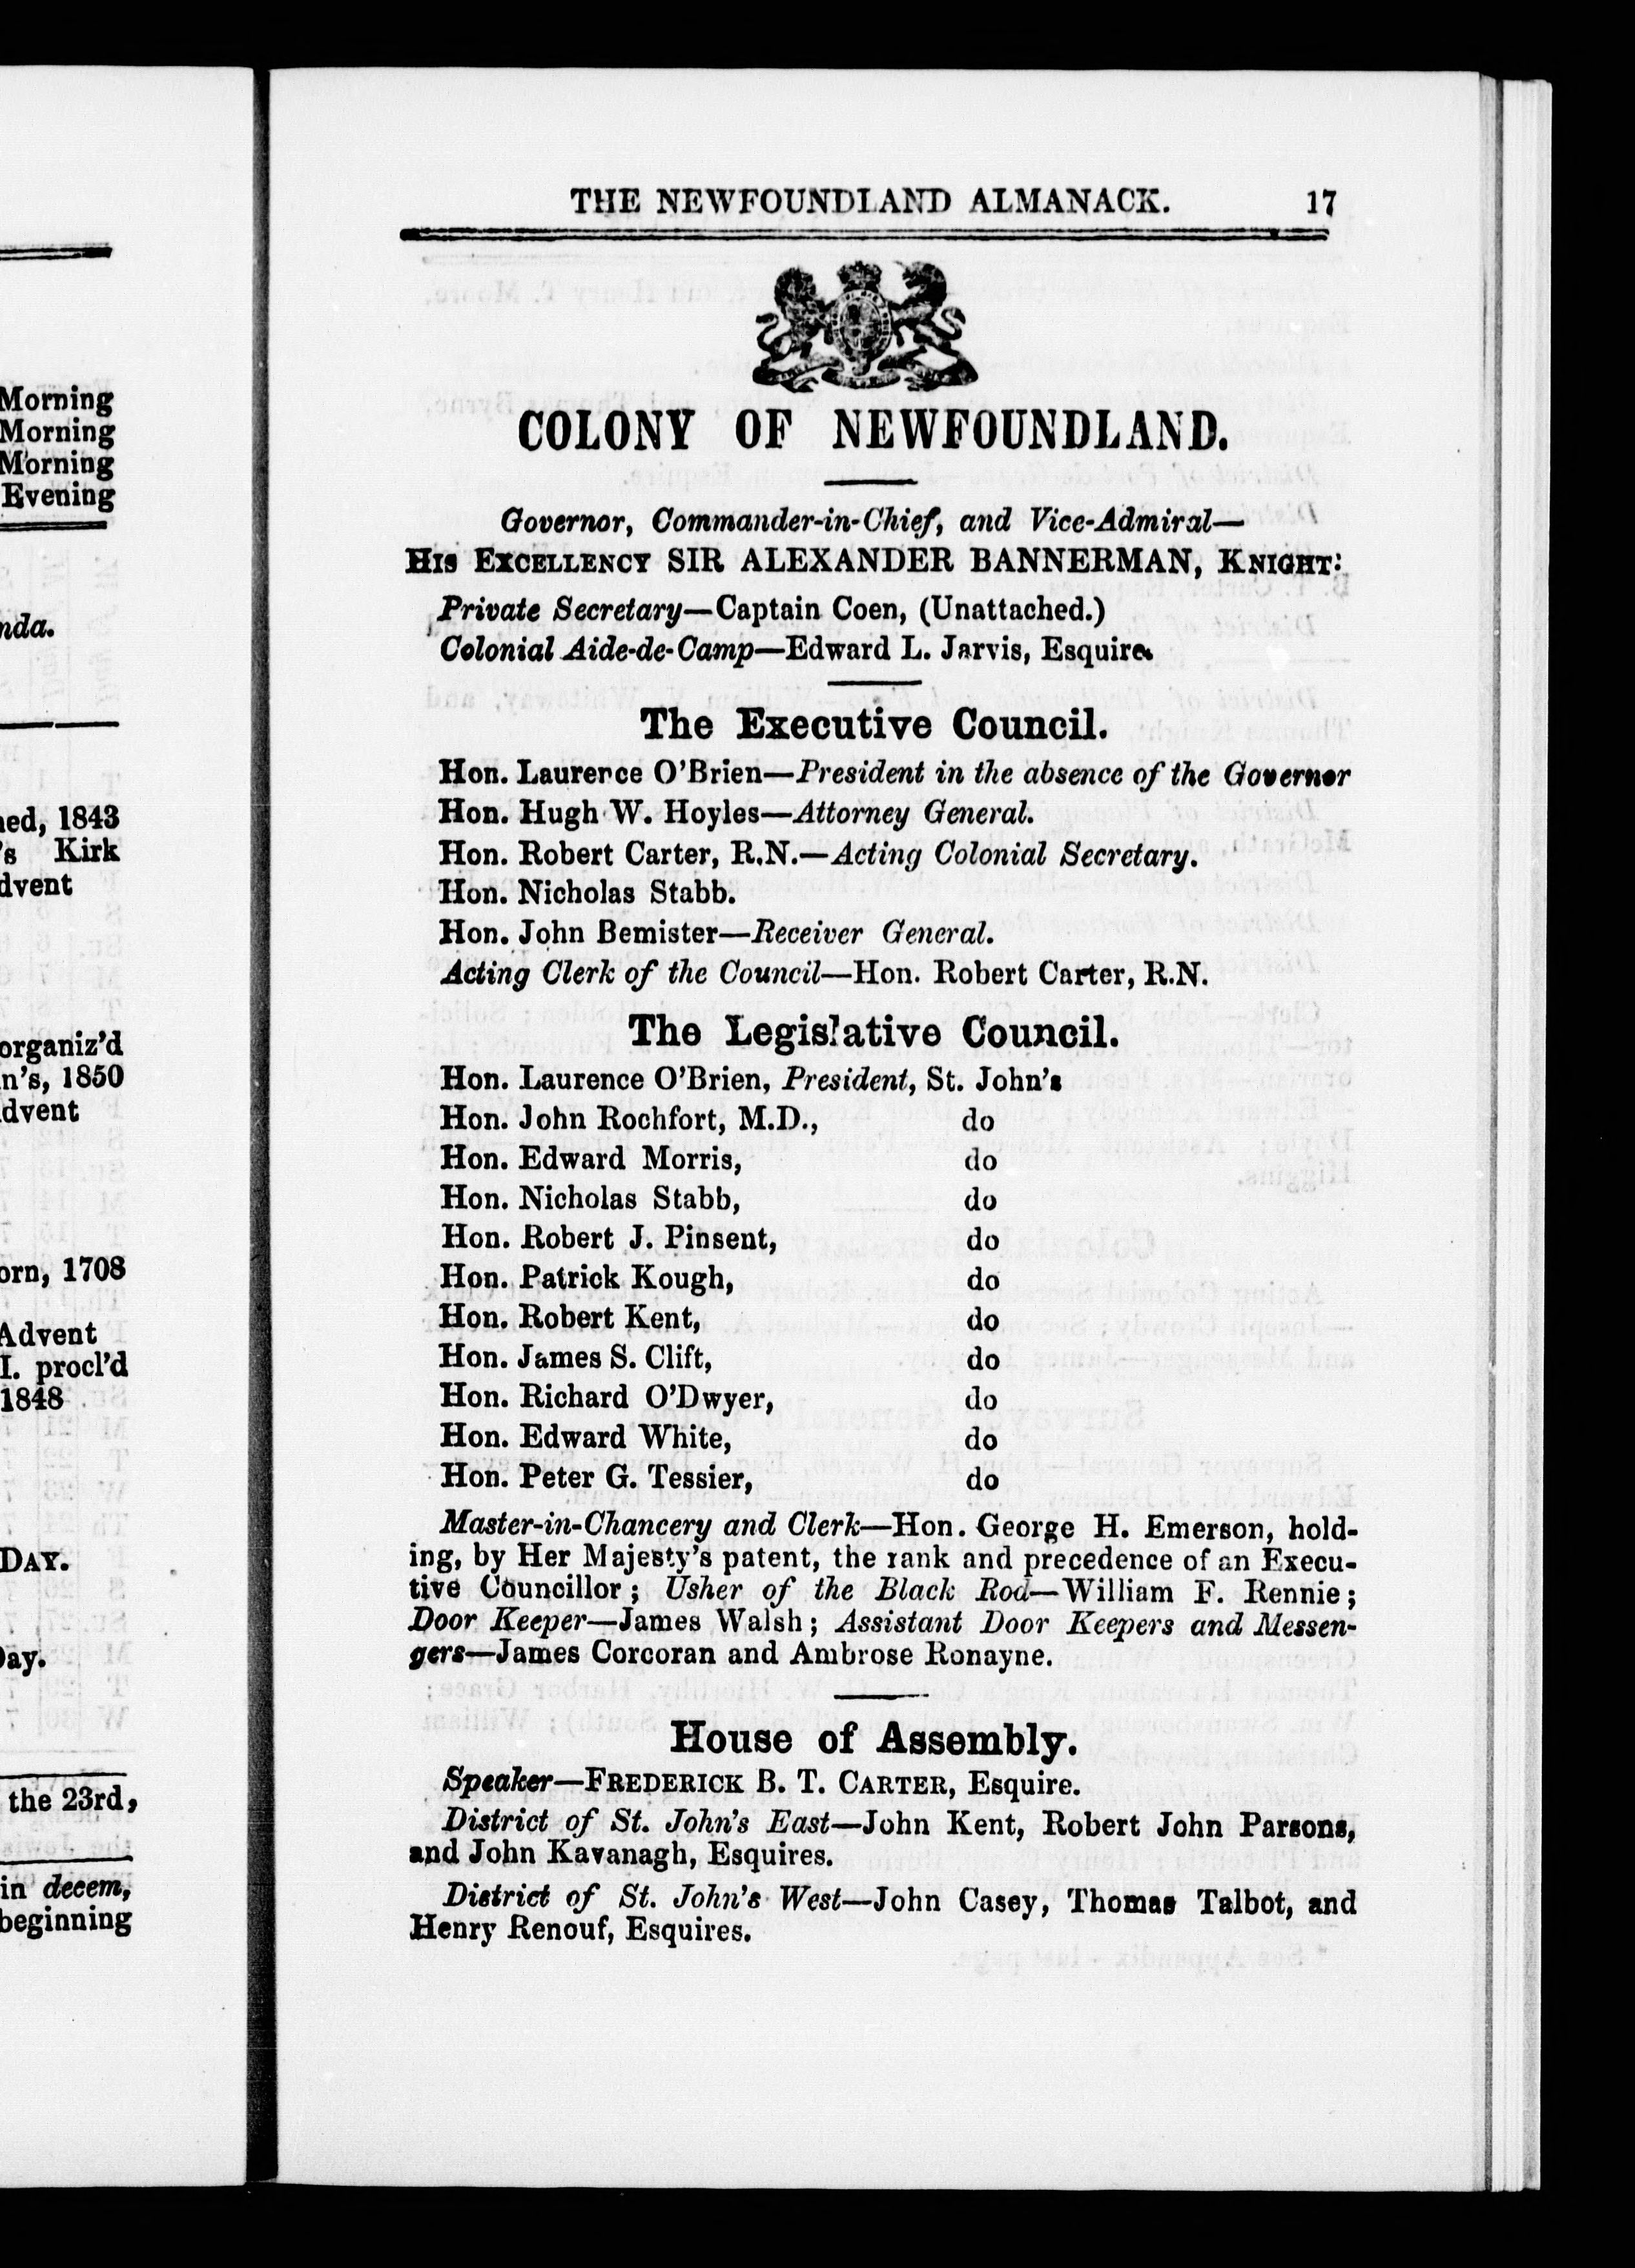 Morning
Morning
Morning
Evening
nda.
ned, 1843
's Kirk
dvent
organiz'd
n's, 1850
dvent
orn, 1708
Advent
I. procl'd
1848
DAY.
Day.
the 23rd,
in decem,
beginning
THE NEWFOUNDLAND ALMANACK. 17
COLONY OF NEWFOUNDLAND.
Governor, Commander-in-Chief, and Vice-Admiral—
HIS EXCELLENCY SIR ALEXANDER BANNERMAN, KNIGHT:
Private Secretary—Captain Coen, (Unattached.)
Colonial Aide-de-Camp—Edward L. Jarvis, Esquire.
The Executive Council.
Hon. Laurence O'Brien—President in the absence of the Governor
Hon. Hugh W. Hoyles—Attorney General.
Hon. Robert Carter, R.N.—Acting Colonial Secretary.
Hon. Nicholas Stabb.
Hon. John Bemister—Receiver General.
Acting Clerk of the Council—Hon. Robert Carter, R.N.
The Legislative Council.
Hon. Laurence O'Brien, President, St. John's
Hon. John Rochfort, M.D., do
Hon. Edward Morris, do
Hon. Nicholas Stabb, do
Hon. Robert J. Pinsent, do
Hon. Patrick Kough, do
Hon. Robert Kent, do
Hon. James S. Clift, do
Hon. Richard O'Dwyer, do
Hon. Edward White, do
Hon. Peter G. Tessier, do
Master-in-Chancery and Clerk—Hon. George H. Emerson, hold-
ing, by Her Majesty's patent, the rank and precedence of an Execu-
tive Councillor; Usher of the Black Rod—William F. Rennie;
Door Keeper—James Walsh; Assistant Door Keepers and Messen-
gers—James Corcoran and Ambrose Ronayne.
House of Assembly.
Speaker—FREDERICK B. T. CARTER, Esquire.
District of St. John's East—John Kent, Robert John Parsons,
and John Kavanagh, Esquires.
District of St. John's West—John Casey, Thomas Talbot, and
Henry Renouf, Esquires.